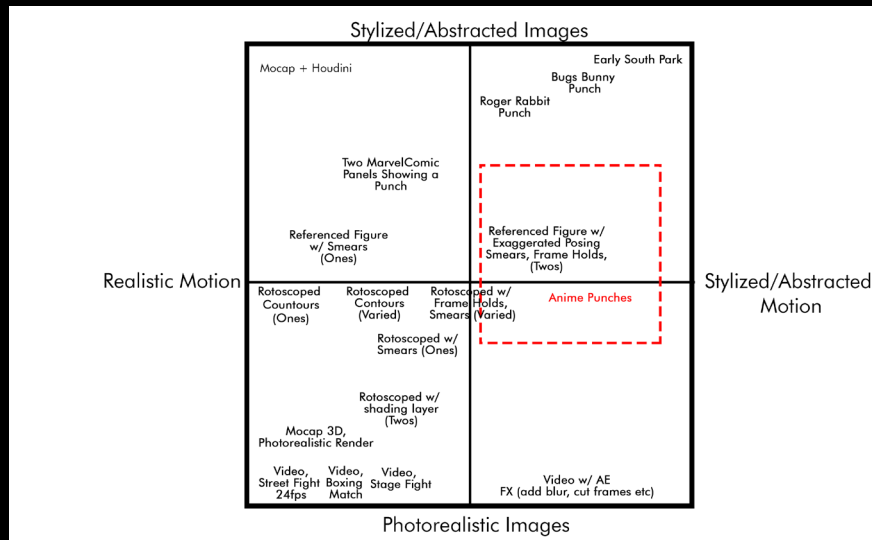 Stylized/Abstracted Images
Mocap + Houdini
Early South Park
Bugs Bunny
Punch
Roger Rabbit
Punch
Two MarvelComic
Panels Showing a
Punch
Referenced Figure
w/ Smears
(Ones)
Referenced Figure w/
Exaggerated Posing
Smears, Frame Holds,
(Twos)
Realistic Motion
Stylized/Abstracted
Motion
Rotoscoped
Countours
(Ones)
Rotoscoped
Contours
(Varied)
Rotoscoped w/
Frame Holds,
Smears (Varied)
Anime Punches
Rotoscoped w/
Smears (Ones)
Rotoscoped w/
shading layer
(Twos)
Mocap 3D,
Photorealistic Render
Video,
Street Fight
24fps
Video,
Boxing
Match
Video,
Stage Fight
Video w/ AE
FX (add blur, cut frames etc)
Photorealistic Images